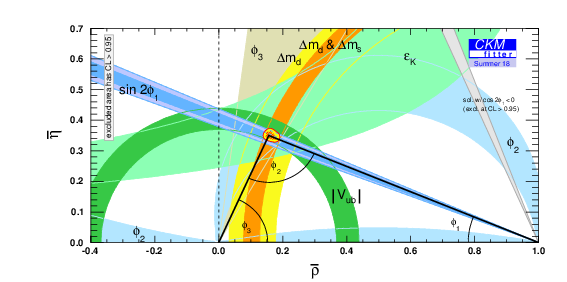 0.7
0.6
0.5
0.4
0.3
0.2
0.1
0.0
η̅
excluded area has CL > 0.95
sin 2ϕ₁
ϕ₃
Δm_d
Δm_d & Δm_s
ε_K
CKM
fitter
Summer 18
sol. w/ cos 2ϕ₁ < 0
(excl. at CL > 0.95)
ϕ₂
ϕ₂
|V_ub|
ϕ₂
ϕ₃
ϕ₁
-0.4
-0.2
0.0
0.2
0.4
0.6
0.8
1.0
ρ̅